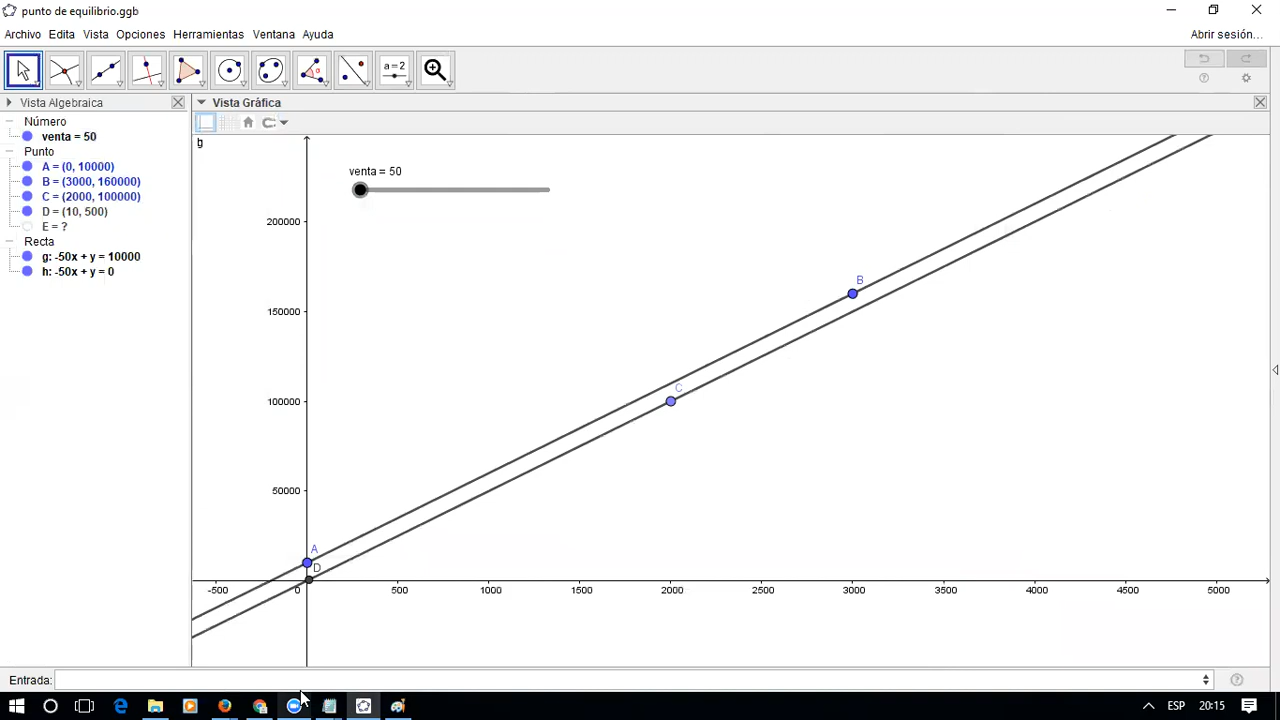 punto de equilibrio.ggb
Archivo Edita Vista Opciones Herramientas Ventana Ayuda
Abrir sesión...
a = 2
Vista Algebraica
Vista Gráfica
Número
venta = 50
Punto
A = (0, 10000)
B = (3000, 160000)
C = (2000, 100000)
D = (10, 500)
E = ?
Recta
g: -50x + y = 10000
h: -50x + y = 0
g
venta = 50
200000
150000
100000
50000
B
C
A
D
-500 0 500 1000 1500 2000 2500 3000 3500 4000 4500 5000
Entrada:
ESP 20:15